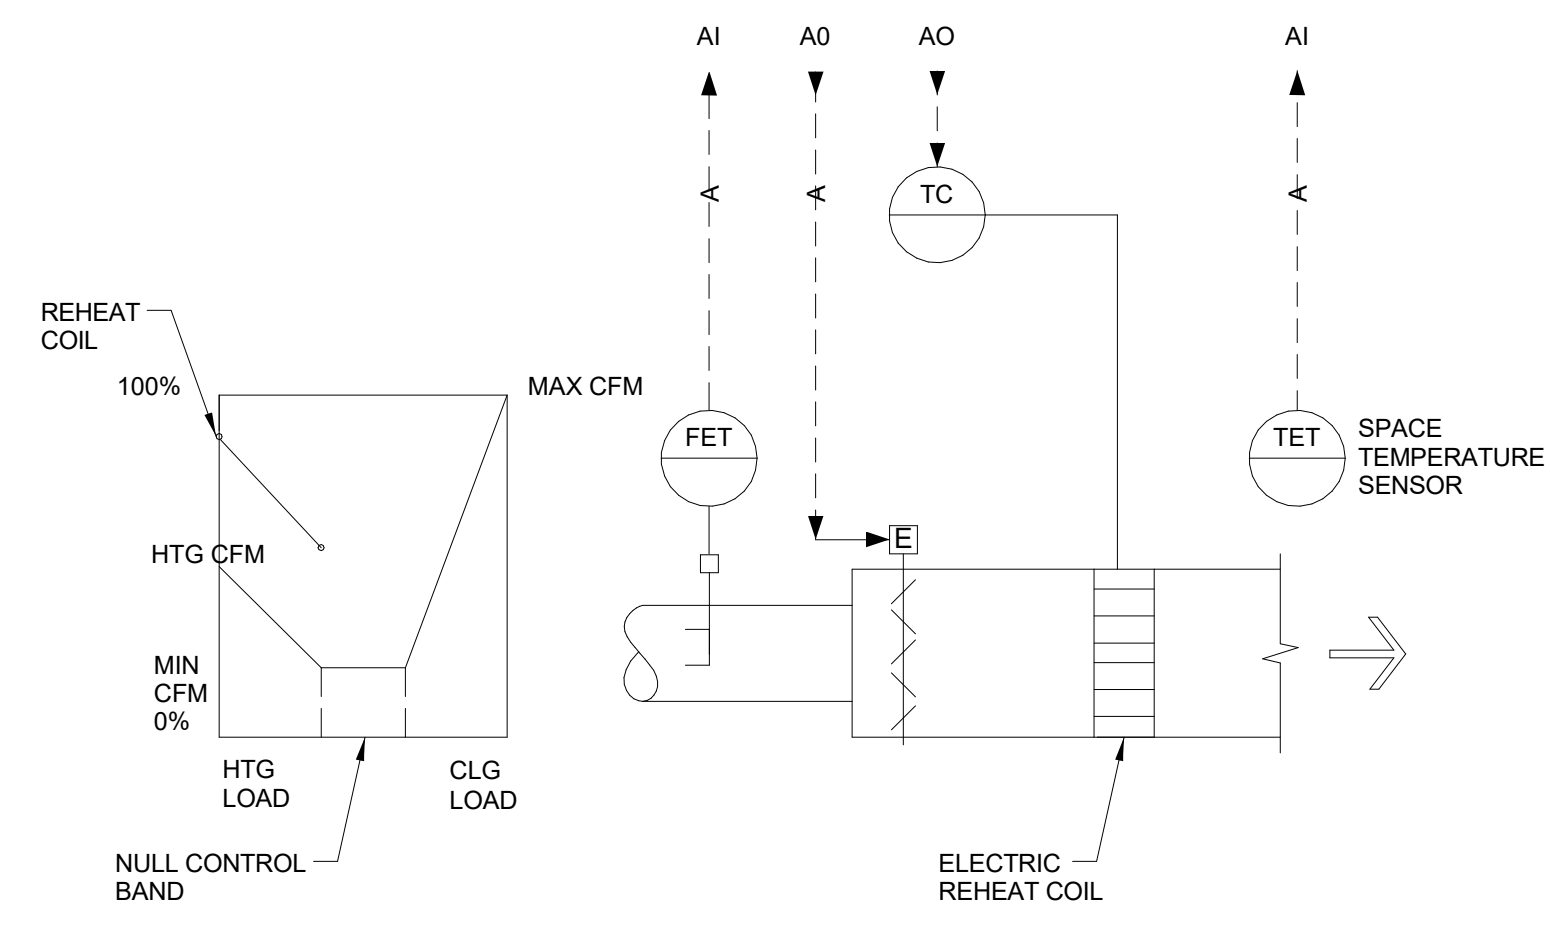 AI
A0
AO
AI
A
A
A
TC
REHEAT
COIL
100%
MAX CFM
FET
TET
SPACE
TEMPERATURE
SENSOR
E
HTG CFM
MIN
CFM
0%
HTG
LOAD
CLG
LOAD
NULL CONTROL
BAND
ELECTRIC
REHEAT COIL